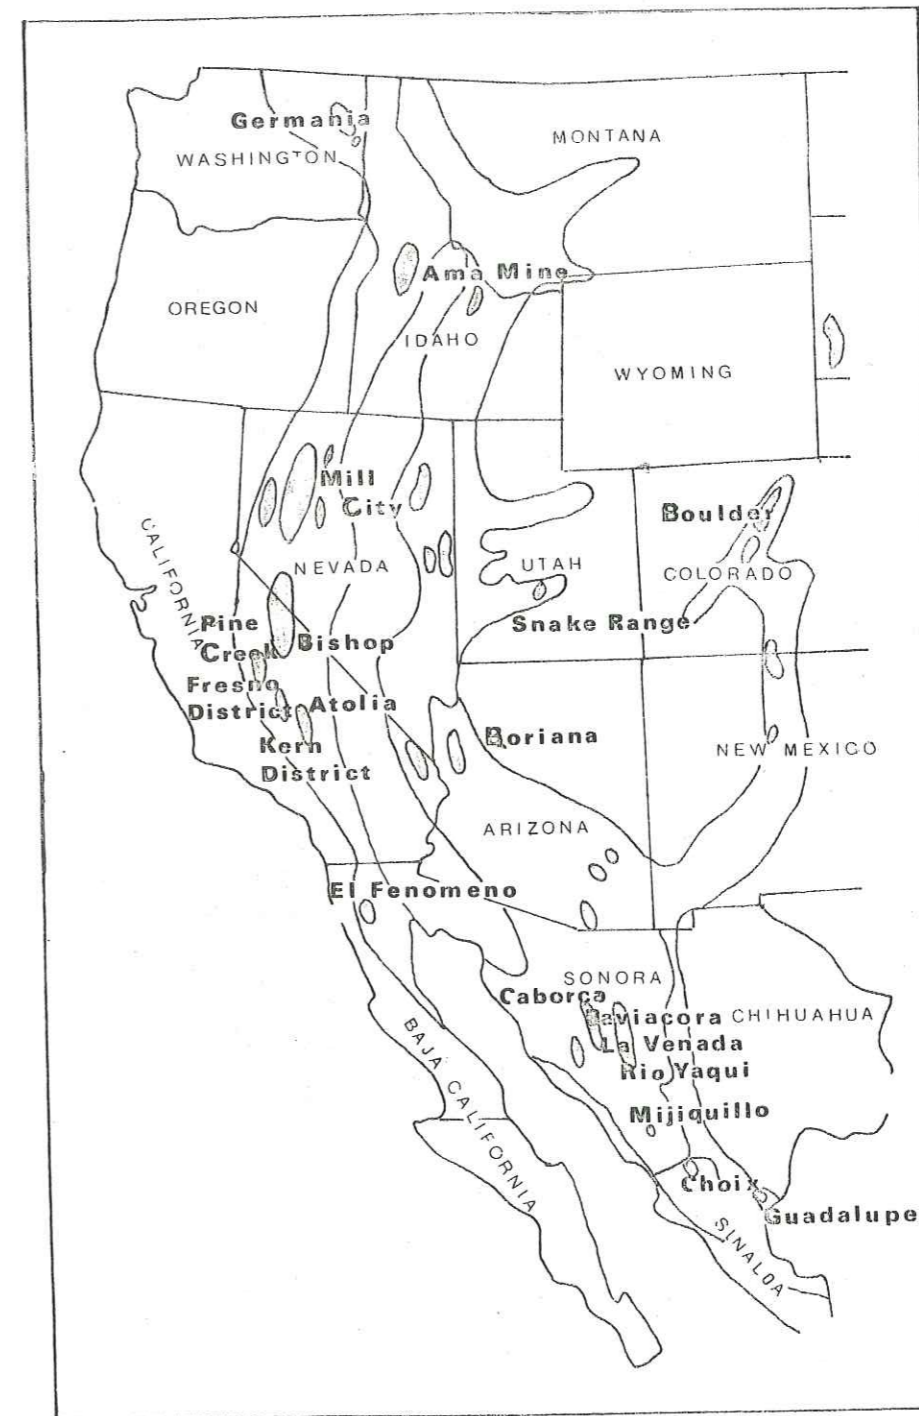 Germania
MONTANA
WASHINGTON
Ama Mine
OREGON
IDAHO
WYOMING
Mill
City
Boulder
CALIFORNIA
NEVADA
UTAH
COLORADO
Pine
Creek
Bishop
Snake Range
Fresno
District
Atolia
Kern
District
Boriana
NEW MEXICO
ARIZONA
El Fenomeno
SONORA
Caborca
Baviacora
CHIHUAHUA
La Venada
Rio Yaqui
BAJA CALIFORNIA
Mijiquillo
Choix
Guadalupe
SINALOA